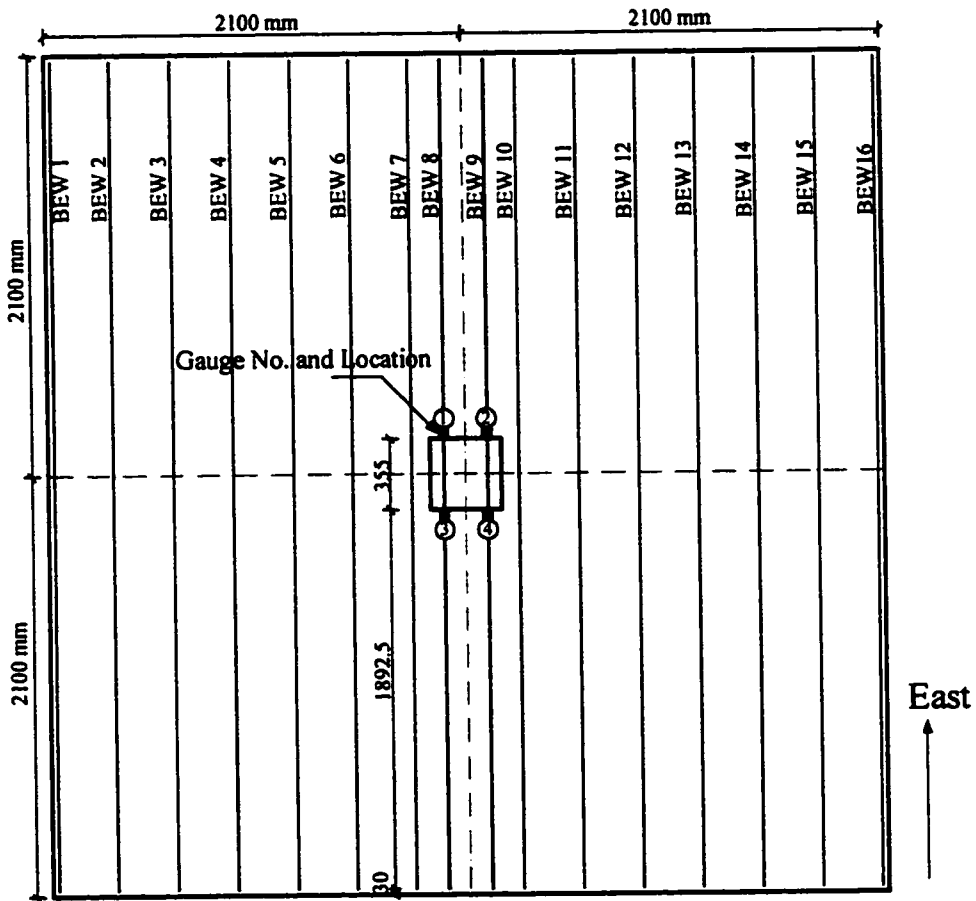 2100 mm
2100 mm
BEW 1
BEW 2
BEW 3
BEW 4
BEW 5
BEW 6
BEW 7
BEW 8
BEW 9
BEW 10
BEW 11
BEW 12
BEW 13
BEW 14
BEW 15
BEW16
2100 mm
Gauge No. and Location
1
2
355
3
4
2100 mm
1892.5
East
30